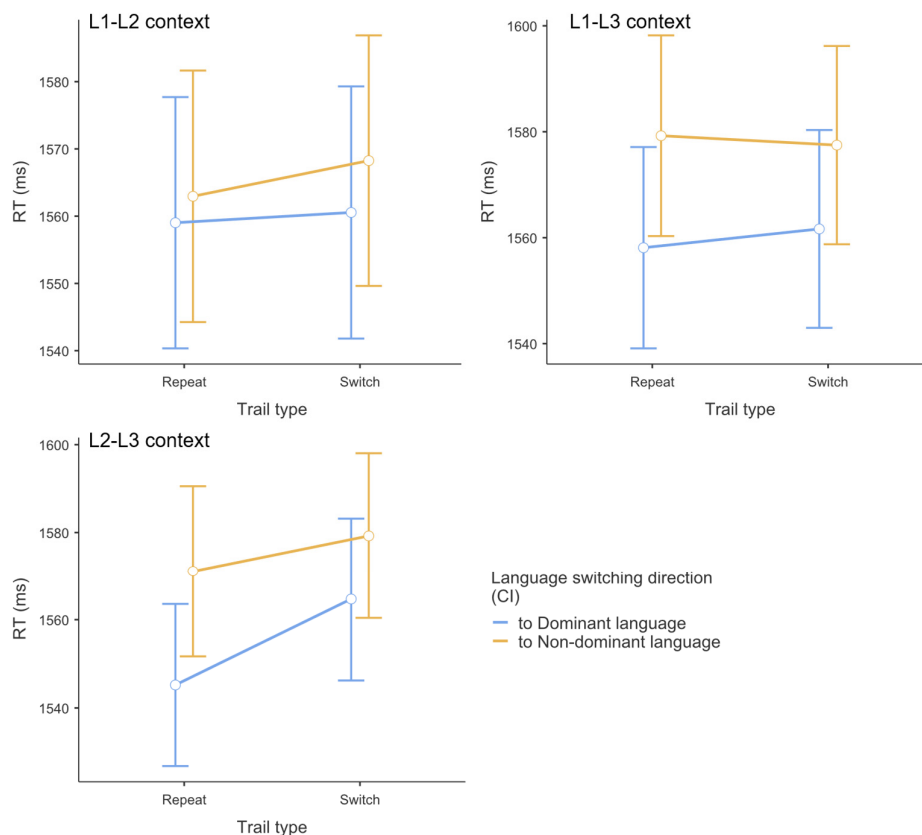 L1-L2 context
1580
1570
1560
1550
1540
RT (ms)
Repeat
Switch
Trail type
L1-L3 context
1600
1580
1560
1540
RT (ms)
Repeat
Switch
Trail type
L2-L3 context
1600
1580
1560
1540
RT (ms)
Repeat
Switch
Trail type
Language switching direction
(CI)
to Dominant language
to Non-dominant language